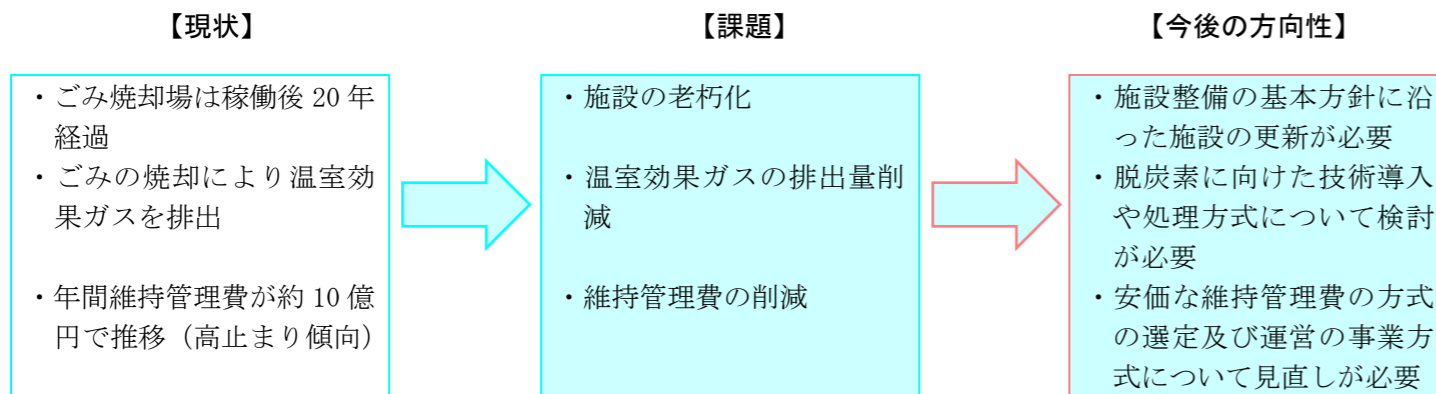 【現状】
・ごみ焼却場は稼働後 20 年
経過
・ごみの焼却により温室効
果ガスを排出
・年間維持管理費が約 10 億
円で推移（高止まり傾向）
【課題】
・施設の老朽化
・温室効果ガスの排出量削
減
・維持管理費の削減
【今後の方向性】
・施設整備の基本方針に沿
った施設の更新が必要
・脱炭素に向けた技術導入
や処理方式について検討
が必要
・安価な維持管理費の方式
の選定及び運営の事業方
式について見直しが必要